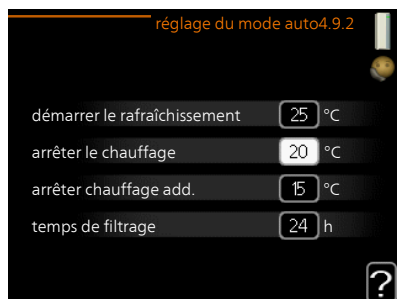 réglage du mode auto4.9.2
démarrer le rafraîchissement 25 °C
arrêter le chauffage 20 °C
arrêter chauffage add. 15 °C
temps de filtrage 24 h
?